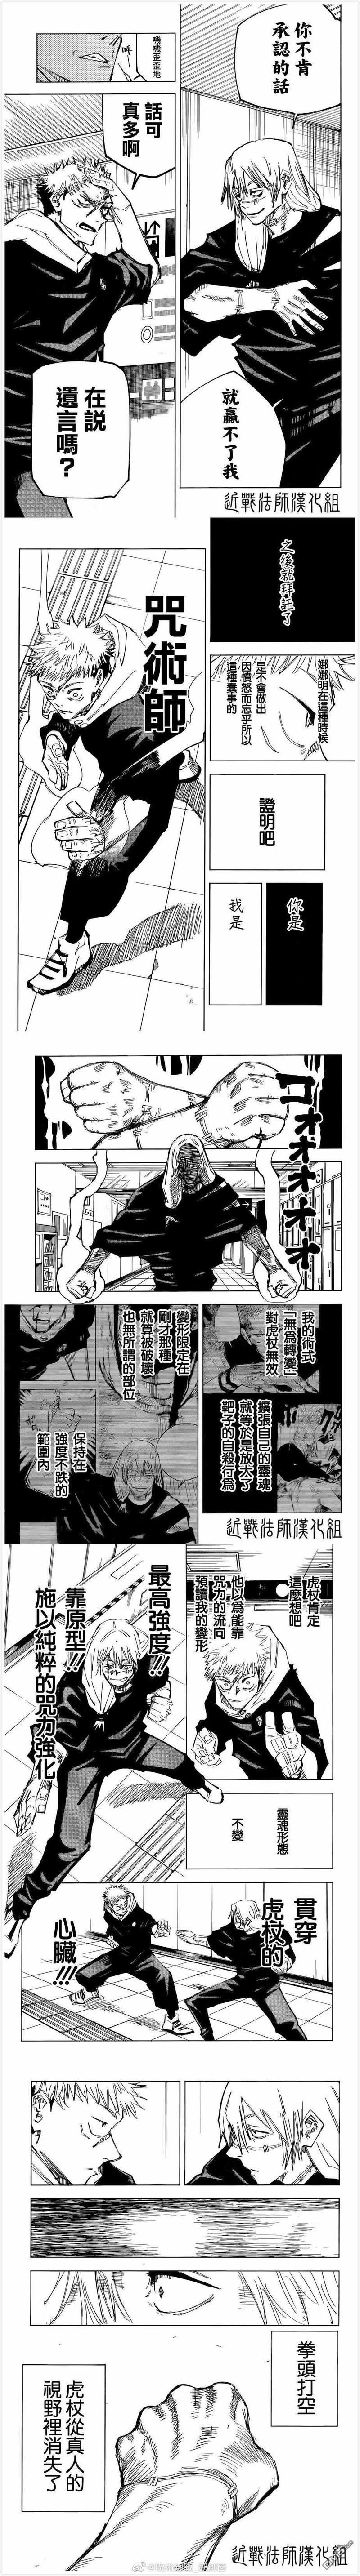 你不肯
承認的話
就贏不了我
嘰嘰歪歪地
呼
話可
真多啊
在說
遺言嗎？
近戰法師漢化組
之後就拜託了
娜娜明在這種時候
是不會做出
因憤怒而忘乎所以
這種蠢事的
證明吧
你是
我是
咒術師
ゴォオオオオ
我的術式
「無為轉變」
對虎杖無效
擴張自己的靈魂
就等於是放大了
靶子的自殺行為
變形限定在
剛才那種
就算被破壞
也無所謂的部位
保持在
強度不跌的
範圍內
近戰法師漢化組
虎杖肯定
這麼想吧
他以為能靠
咒力的流向
預讀我的變形
最高強度!!
靠原型!!
施以純粹的咒力強化
靈魂形態
不變
貫穿
虎杖的
心臟!!!
拳頭打空
虎杖從真人的
視野裡消失了
近戰法師漢化組